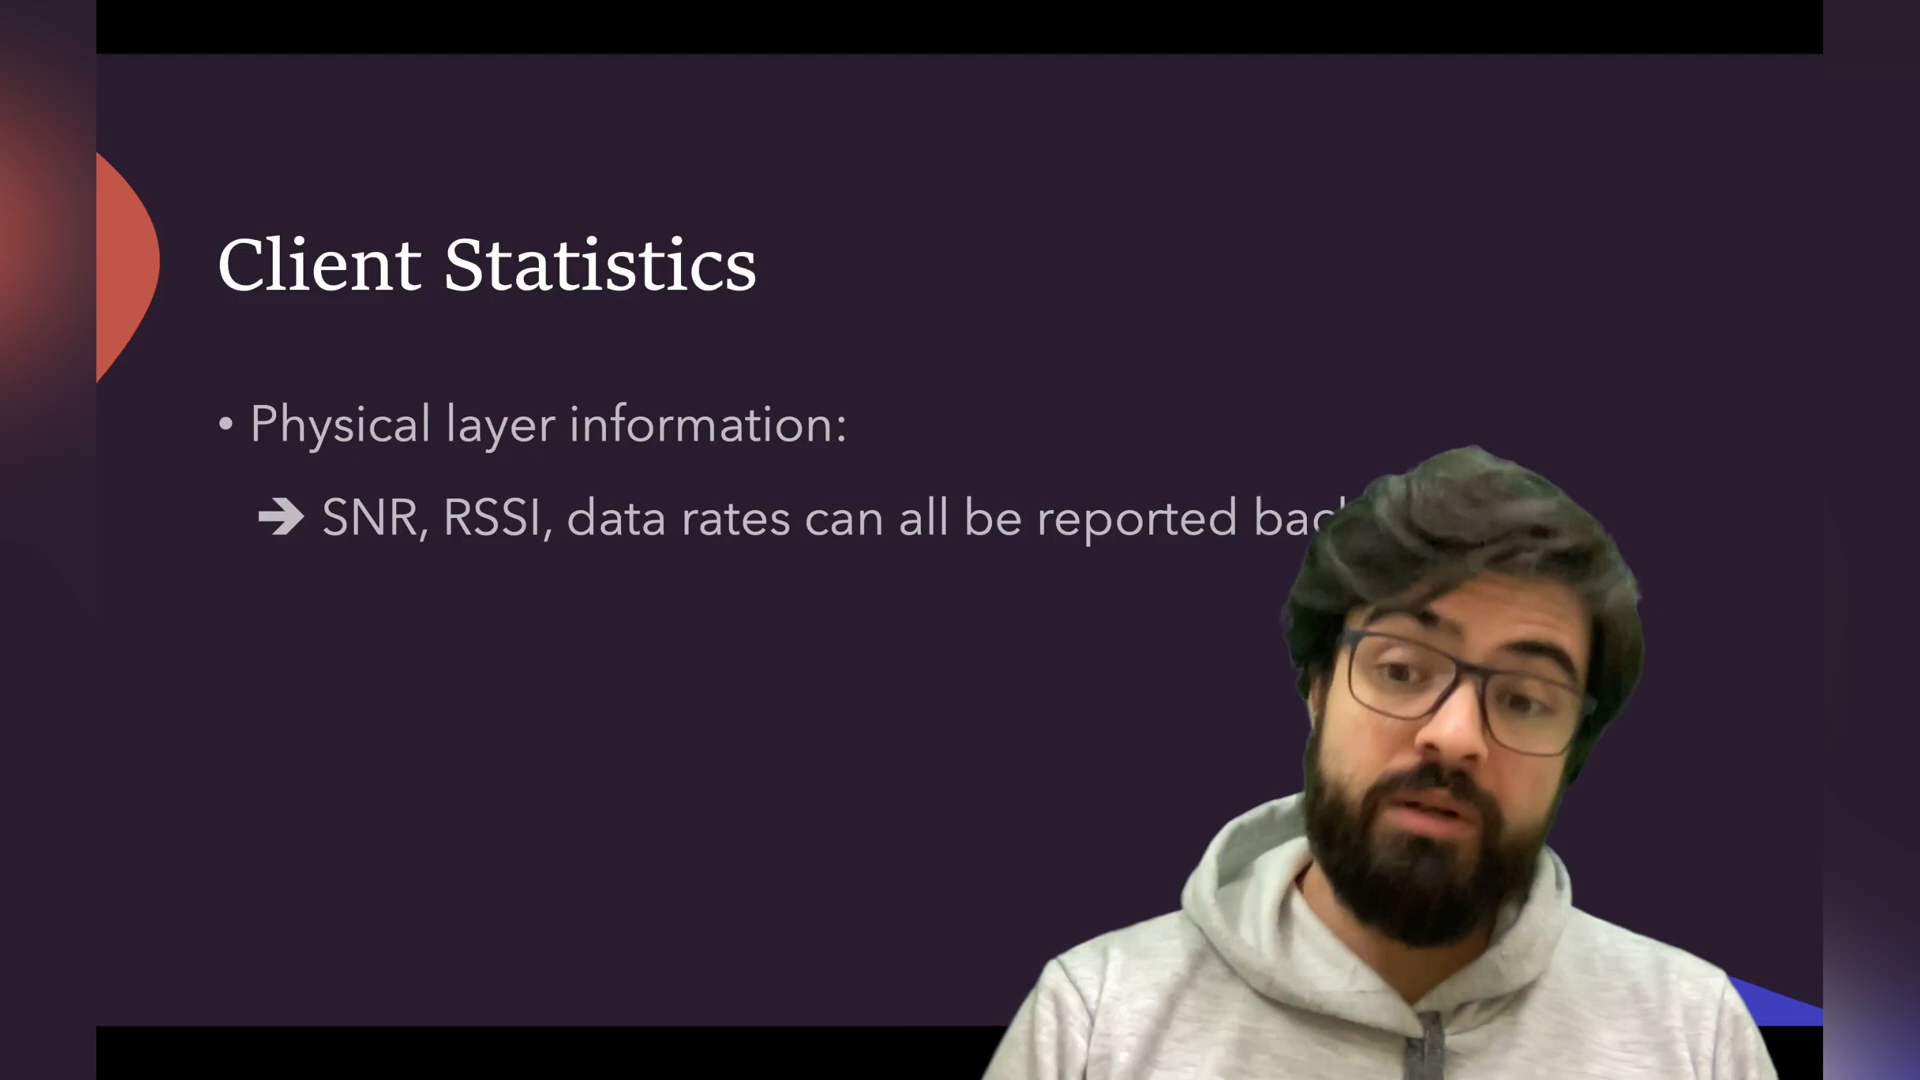 Client Statistics
• Physical layer information:
➔ SNR, RSSI, data rates can all be reported